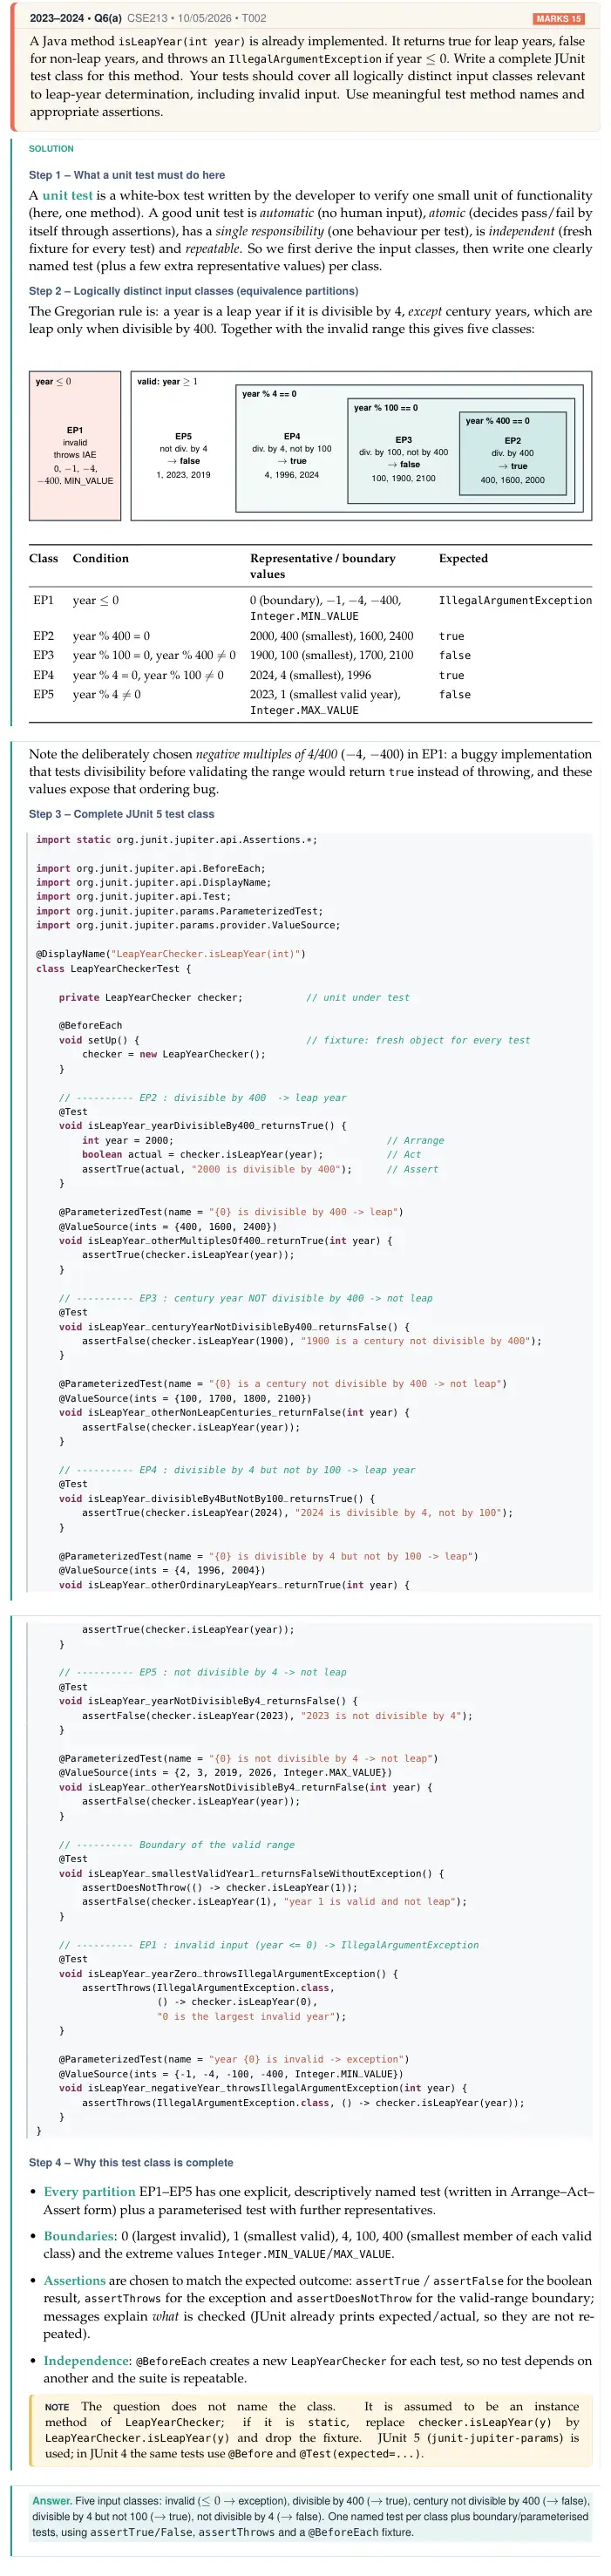 2023–2024 • Q6(a) CSE213 • 10/05/2026 • T002 MARKS 15
A Java method isLeapYear(int year) is already implemented. It returns true for leap years, false
for non-leap years, and throws an IllegalArgumentException if year ≤ 0. Write a complete JUnit
test class for this method. Your tests should cover all logically distinct input classes relevant
to leap-year determination, including invalid input. Use meaningful test method names and
appropriate assertions.
SOLUTION
Step 1 – What a unit test must do here
A unit test is a white-box test written by the developer to verify one small unit of functionality
(here, one method). A good unit test is automatic (no human input), atomic (decides pass/fail by
itself through assertions), has a single responsibility (one behaviour per test), is independent (fresh
fixture for every test) and repeatable. So we first derive the input classes, then write one clearly
named test (plus a few extra representative values) per class.
Step 2 – Logically distinct input classes (equivalence partitions)
The Gregorian rule is: a year is a leap year if it is divisible by 4, except century years, which are
leap only when divisible by 400. Together with the invalid range this gives five classes:
year ≤ 0
EP1
invalid
throws IAE
0, −1, −4,
−400, MIN_VALUE
valid: year ≥ 1
EP5
not div. by 4
→ false
1, 2023, 2019
year % 4 == 0
EP4
div. by 4, not by 100
→ true
4, 1996, 2024
year % 100 == 0
EP3
div. by 100, not by 400
→ false
100, 1900, 2100
year % 400 == 0
EP2
div. by 400
→ true
400, 1600, 2000
Class Condition Representative / boundary values Expected
EP1 year ≤ 0 0 (boundary), −1, −4, −400, Integer.MIN_VALUE IllegalArgumentException
EP2 year % 400 = 0 2000, 400 (smallest), 1600, 2400 true
EP3 year % 100 = 0, year % 400 ≠ 0 1900, 100 (smallest), 1700, 2100 false
EP4 year % 4 = 0, year % 100 ≠ 0 2024, 4 (smallest), 1996 true
EP5 year % 4 ≠ 0 2023, 1 (smallest valid year), Integer.MAX_VALUE false
Note the deliberately chosen negative multiples of 4/400 (−4, −400) in EP1: a buggy implementation
that tests divisibility before validating the range would return true instead of throwing, and these
values expose that ordering bug.
Step 3 – Complete JUnit 5 test class
import static org.junit.jupiter.api.Assertions.*;
import org.junit.jupiter.api.BeforeEach;
import org.junit.jupiter.api.DisplayName;
import org.junit.jupiter.api.Test;
import org.junit.jupiter.params.ParameterizedTest;
import org.junit.jupiter.params.provider.ValueSource;
@DisplayName("LeapYearChecker.isLeapYear(int)")
class LeapYearCheckerTest {
private LeapYearChecker checker; // unit under test
@BeforeEach
void setUp() { // fixture: fresh object for every test
checker = new LeapYearChecker();
}
// ---------- EP2 : divisible by 400 -> leap year
@Test
void isLeapYear_yearDivisibleBy400_returnsTrue() {
int year = 2000; // Arrange
boolean actual = checker.isLeapYear(year); // Act
assertTrue(actual, "2000 is divisible by 400"); // Assert
}
@ParameterizedTest(name = "{0} is divisible by 400 -> leap")
@ValueSource(ints = {400, 1600, 2400})
void isLeapYear_otherMultiplesOf400_returnTrue(int year) {
assertTrue(checker.isLeapYear(year));
}
// ---------- EP3 : century year NOT divisible by 400 -> not leap
@Test
void isLeapYear_centuryYearNotDivisibleBy400_returnsFalse() {
assertFalse(checker.isLeapYear(1900), "1900 is a century not divisible by 400");
}
@ParameterizedTest(name = "{0} is a century not divisible by 400 -> not leap")
@ValueSource(ints = {100, 1700, 1800, 2100})
void isLeapYear_otherNonLeapCenturies_returnFalse(int year) {
assertFalse(checker.isLeapYear(year));
}
// ---------- EP4 : divisible by 4 but not by 100 -> leap year
@Test
void isLeapYear_divisibleBy4ButNotBy100_returnsTrue() {
assertTrue(checker.isLeapYear(2024), "2024 is divisible by 4, not by 100");
}
@ParameterizedTest(name = "{0} is divisible by 4 but not by 100 -> leap")
@ValueSource(ints = {4, 1996, 2004})
void isLeapYear_otherOrdinaryLeapYears_returnTrue(int year) {
assertTrue(checker.isLeapYear(year));
}
// ---------- EP5 : not divisible by 4 -> not leap
@Test
void isLeapYear_yearNotDivisibleBy4_returnsFalse() {
assertFalse(checker.isLeapYear(2023), "2023 is not divisible by 4");
}
@ParameterizedTest(name = "{0} is not divisible by 4 -> not leap")
@ValueSource(ints = {2, 3, 2019, 2026, Integer.MAX_VALUE})
void isLeapYear_otherYearsNotDivisibleBy4_returnFalse(int year) {
assertFalse(checker.isLeapYear(year));
}
// ---------- Boundary of the valid range
@Test
void isLeapYear_smallestValidYear1_returnsFalseWithoutException() {
assertDoesNotThrow(() -> checker.isLeapYear(1));
assertFalse(checker.isLeapYear(1), "year 1 is valid and not leap");
}
// ---------- EP1 : invalid input (year <= 0) -> IllegalArgumentException
@Test
void isLeapYear_yearZero_throwsIllegalArgumentException() {
assertThrows(IllegalArgumentException.class,
() -> checker.isLeapYear(0),
"0 is the largest invalid year");
}
@ParameterizedTest(name = "year {0} is invalid -> exception")
@ValueSource(ints = {-1, -4, -100, -400, Integer.MIN_VALUE})
void isLeapYear_negativeYear_throwsIllegalArgumentException(int year) {
assertThrows(IllegalArgumentException.class, () -> checker.isLeapYear(year));
}
}
Step 4 – Why this test class is complete
• Every partition EP1–EP5 has one explicit, descriptively named test (written in Arrange–Act–
Assert form) plus a parameterised test with further representatives.
• Boundaries: 0 (largest invalid), 1 (smallest valid), 4, 100, 400 (smallest member of each valid
class) and the extreme values Integer.MIN_VALUE/MAX_VALUE.
• Assertions are chosen to match the expected outcome: assertTrue / assertFalse for the boolean
result, assertThrows for the exception and assertDoesNotThrow for the valid-range boundary;
messages explain what is checked (JUnit already prints expected/actual, so they are not re-
peated).
• Independence: @BeforeEach creates a new LeapYearChecker for each test, so no test depends on
another and the suite is repeatable.
NOTE The question does not name the class. It is assumed to be an instance
method of LeapYearChecker; if it is static, replace checker.isLeapYear(y) by
LeapYearChecker.isLeapYear(y) and drop the fixture. JUnit 5 (junit-jupiter-params) is
used; in JUnit 4 the same tests use @Before and @Test(expected=...).
Answer. Five input classes: invalid (≤ 0 → exception), divisible by 400 (→ true), century not divisible by 400 (→ false),
divisible by 4 but not 100 (→ true), not divisible by 4 (→ false). One named test per class plus boundary/parameterised
tests, using assertTrue/False, assertThrows and a @BeforeEach fixture.